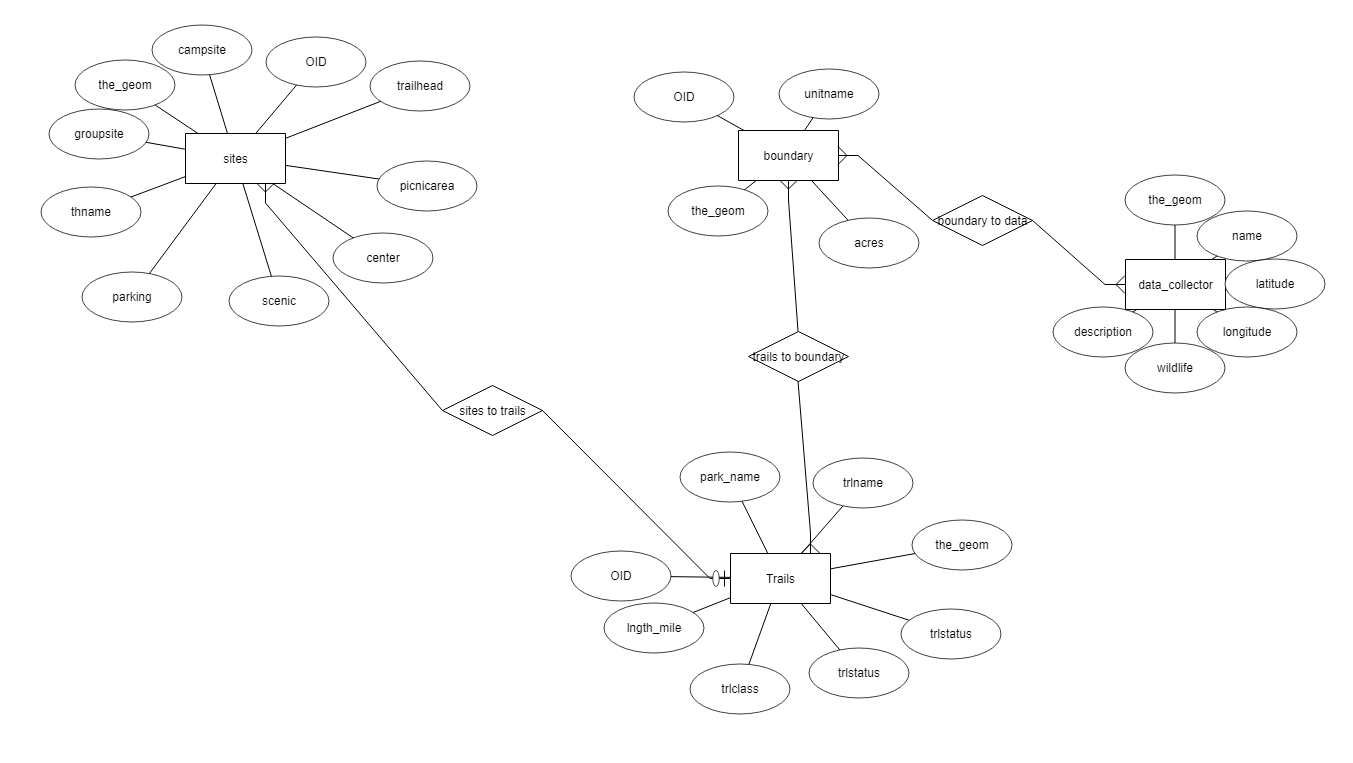 campsite
OID
the_geom
trailhead
groupsite
sites
picnicarea
thname
center
parking
scenic
OID
unitname
boundary
the_geom
acres
boundary to data
the_geom
name
data_collector
latitude
description
longitude
wildlife
trails to boundary
sites to trails
park_name
trlname
the_geom
OID
Trails
lngth_mile
trlstatus
trlstatus
trlclass